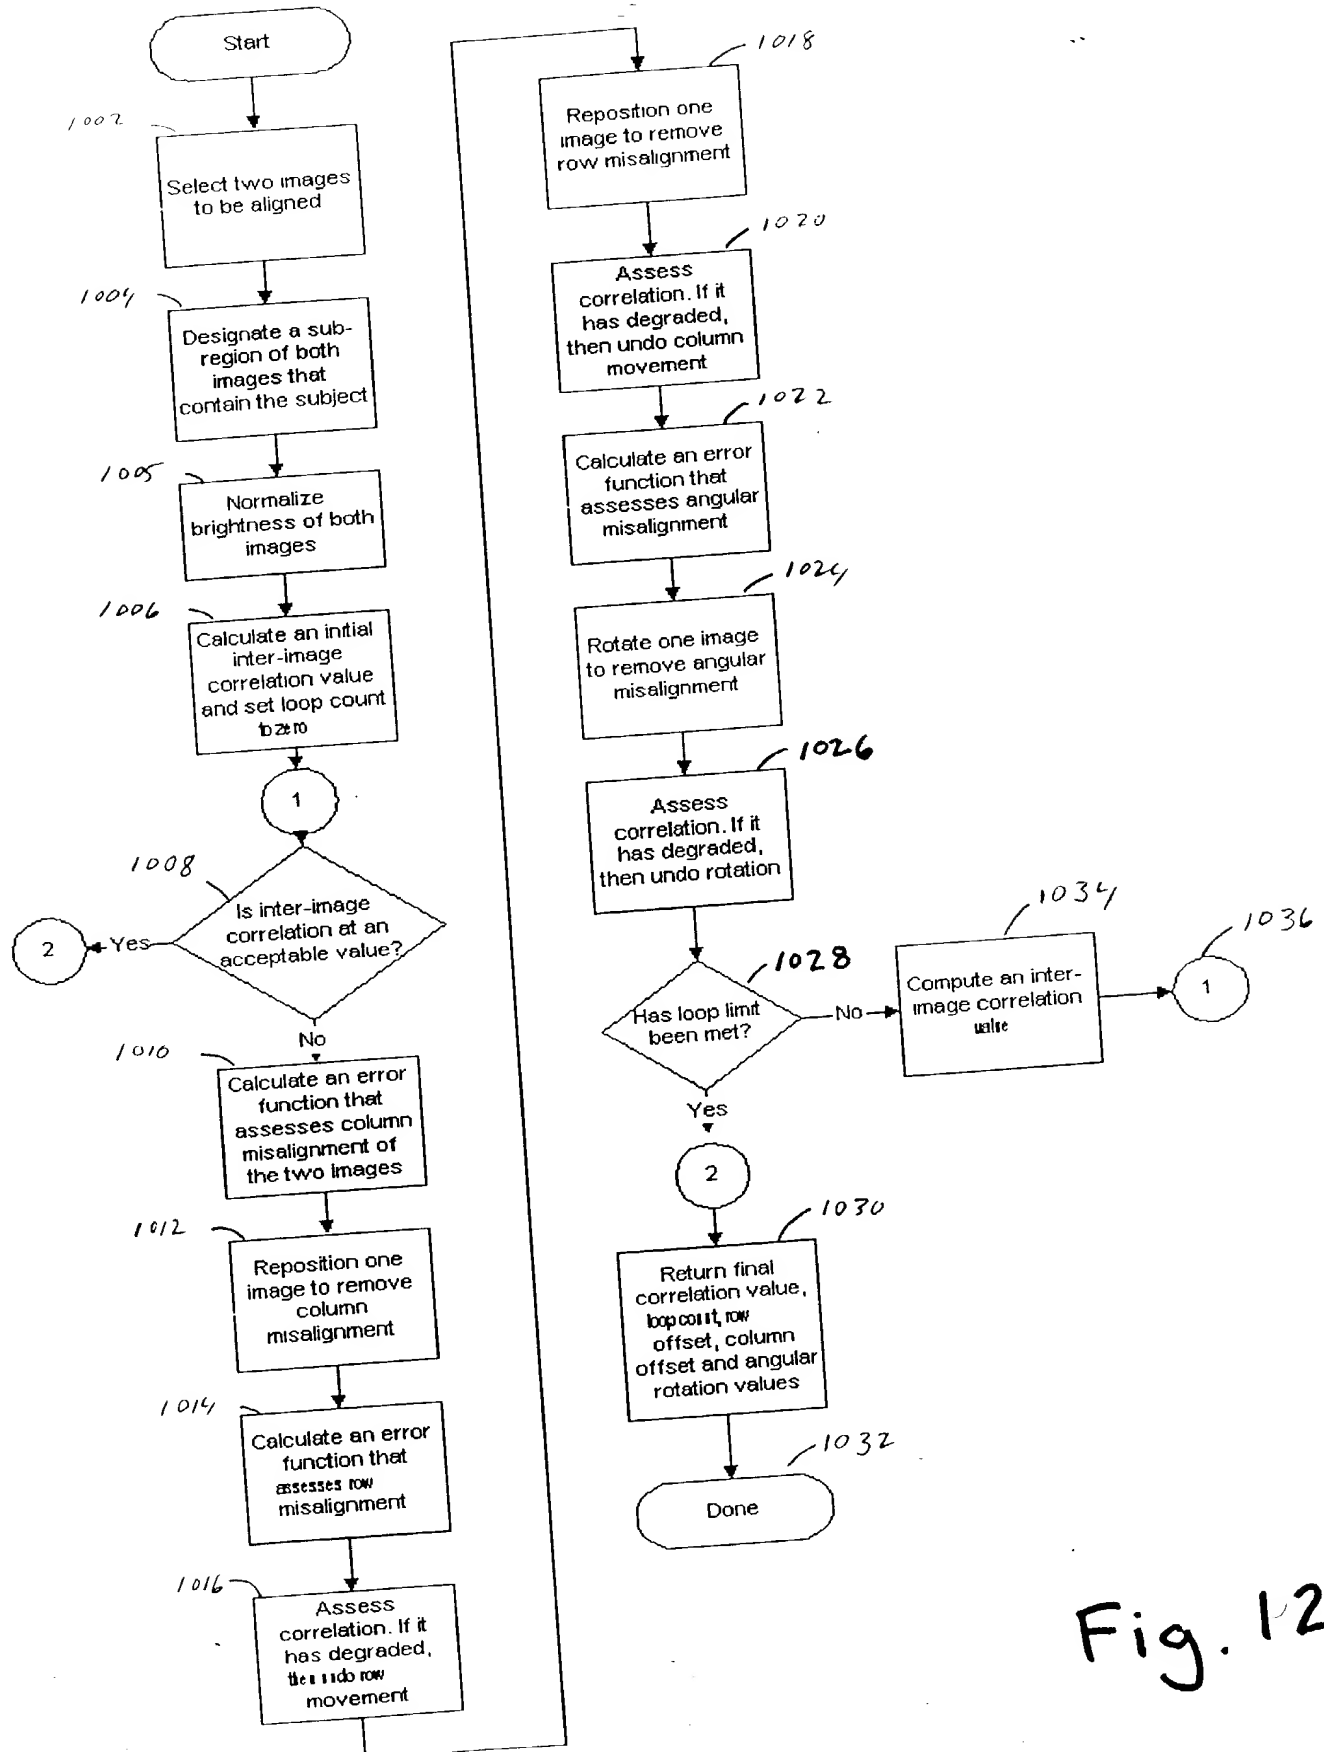 Start
1002
Select two images
to be aligned
1004
Designate a sub-
region of both
images that
contain the subject
1005
Normalize
brightness of both
images
1006
Calculate an initial
inter-image
correlation value
and set loop count
to zero
1
1008
Is inter-image
correlation at an
acceptable value?
Yes
2
No
1010
Calculate an error
function that
assesses column
misalignment of
the two images
1012
Reposition one
image to remove
column
misalignment
1014
Calculate an error
function that
assesses row
misalignment
1016
Assess
correlation. If it
has degraded,
then undo row
movement
1018
Reposition one
image to remove
row misalignment
1020
Assess
correlation. If it
has degraded,
then undo column
movement
1022
Calculate an error
function that
assesses angular
misalignment
1024
Rotate one image
to remove angular
misalignment
1026
Assess
correlation. If it
has degraded,
then undo rotation
1028
Has loop limit
been met?
No
1034
Compute an inter-
image correlation
value
1036
1
Yes
2
1030
Return final
correlation value,
loop count, row
offset, column
offset and angular
rotation values
1032
Done
Fig. 12